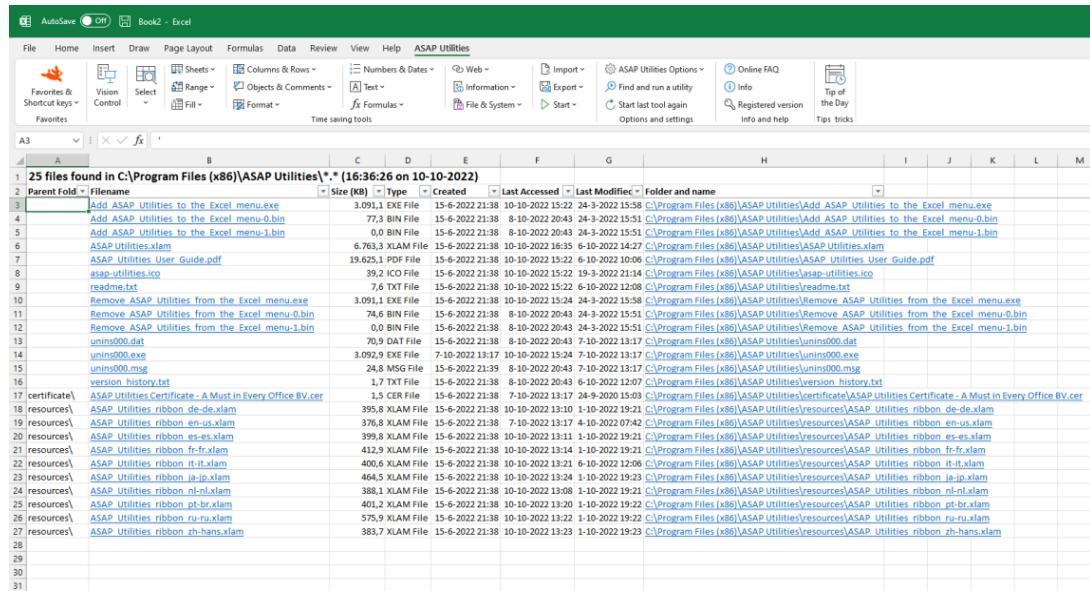 AutoSave Off Book2 - Excel
File Home Insert Draw Page Layout Formulas Data Review View Help ASAP Utilities
Favorites & Shortcut keys
Favorites
Vision Control
Select
Sheets
Range
Fill
Columns & Rows
Objects & Comments
Format
Numbers & Dates
Text
Formulas
Web
Information
File & System
Import
Export
Start
Time saving tools
ASAP Utilities Options
Find and run a utility
Start last tool again
Options and settings
Online FAQ
Info
Registered version
Info and help
Tip of the Day
Tips tricks
A3 fx '
A B C D E F G H I J K L M
1 25 files found in C:\Program Files (x86)\ASAP Utilities\*.* (16:36:26 on 10-10-2022)
2 Parent Fold Filename Size (KB) Type Created Last Accessed Last Modified Folder and name
3 Add_ASAP_Utilities_to_the_Excel_menu.exe 3.091,1 EXE File 15-6-2022 21:38 10-10-2022 15:22 24-3-2022 15:58 C:\Program Files (x86)\ASAP Utilities\Add_ASAP_Utilities_to_the_Excel_menu.exe
4 Add_ASAP_Utilities_to_the_Excel_menu-0.bin 77,3 BIN File 15-6-2022 21:38 8-10-2022 20:43 24-3-2022 15:51 C:\Program Files (x86)\ASAP Utilities\Add_ASAP_Utilities_to_the_Excel_menu-0.bin
5 Add_ASAP_Utilities_to_the_Excel_menu-1.bin 0,0 BIN File 15-6-2022 21:38 8-10-2022 20:43 24-3-2022 15:51 C:\Program Files (x86)\ASAP Utilities\Add_ASAP_Utilities_to_the_Excel_menu-1.bin
6 ASAP Utilities.xlam 6.763,3 XLAM File 15-6-2022 21:38 10-10-2022 16:35 6-10-2022 14:27 C:\Program Files (x86)\ASAP Utilities\ASAP Utilities.xlam
7 ASAP_Utilities_User_Guide.pdf 19.625,1 PDF File 15-6-2022 21:38 10-10-2022 15:22 6-10-2022 10:06 C:\Program Files (x86)\ASAP Utilities\ASAP_Utilities_User_Guide.pdf
8 asap-utilities.ico 39,2 ICO File 15-6-2022 21:38 10-10-2022 15:22 19-3-2022 21:14 C:\Program Files (x86)\ASAP Utilities\asap-utilities.ico
9 readme.txt 7,6 TXT File 15-6-2022 21:38 10-10-2022 15:22 6-10-2022 12:08 C:\Program Files (x86)\ASAP Utilities\readme.txt
10 Remove_ASAP_Utilities_from_the_Excel_menu.exe 3.091,1 EXE File 15-6-2022 21:38 10-10-2022 15:24 24-3-2022 15:58 C:\Program Files (x86)\ASAP Utilities\Remove_ASAP_Utilities_from_the_Excel_menu.exe
11 Remove_ASAP_Utilities_from_the_Excel_menu-0.bin 74,6 BIN File 15-6-2022 21:38 8-10-2022 20:43 24-3-2022 15:51 C:\Program Files (x86)\ASAP Utilities\Remove_ASAP_Utilities_from_the_Excel_menu-0.bin
12 Remove_ASAP_Utilities_from_the_Excel_menu-1.bin 0,0 BIN File 15-6-2022 21:38 8-10-2022 20:43 24-3-2022 15:51 C:\Program Files (x86)\ASAP Utilities\Remove_ASAP_Utilities_from_the_Excel_menu-1.bin
13 unins000.dat 70,9 DAT File 15-6-2022 21:38 8-10-2022 20:43 7-10-2022 13:17 C:\Program Files (x86)\ASAP Utilities\unins000.dat
14 unins000.exe 3.092,9 EXE File 7-10-2022 13:17 10-10-2022 15:24 7-10-2022 13:17 C:\Program Files (x86)\ASAP Utilities\unins000.exe
15 unins000.msg 24,8 MSG File 15-6-2022 21:39 8-10-2022 20:43 7-10-2022 13:17 C:\Program Files (x86)\ASAP Utilities\unins000.msg
16 version_history.txt 1,7 TXT File 15-6-2022 21:38 8-10-2022 20:43 6-10-2022 12:07 C:\Program Files (x86)\ASAP Utilities\version_history.txt
17 certificate\ ASAP Utilities Certificate - A Must in Every Office BV.cer 1,5 CER File 15-6-2022 21:38 7-10-2022 13:17 24-9-2020 15:03 C:\Program Files (x86)\ASAP Utilities\certificate\ASAP Utilities Certificate - A Must in Every Office BV.cer
18 resources\ ASAP_Utilities_ribbon_de-de.xlam 395,8 XLAM File 15-6-2022 21:38 10-10-2022 13:10 1-10-2022 19:21 C:\Program Files (x86)\ASAP Utilities\resources\ASAP_Utilities_ribbon_de-de.xlam
19 resources\ ASAP_Utilities_ribbon_en-us.xlam 376,8 XLAM File 15-6-2022 21:38 7-10-2022 13:17 4-10-2022 07:42 C:\Program Files (x86)\ASAP Utilities\resources\ASAP_Utilities_ribbon_en-us.xlam
20 resources\ ASAP_Utilities_ribbon_es-es.xlam 399,8 XLAM File 15-6-2022 21:38 10-10-2022 13:11 1-10-2022 19:21 C:\Program Files (x86)\ASAP Utilities\resources\ASAP_Utilities_ribbon_es-es.xlam
21 resources\ ASAP_Utilities_ribbon_fr-fr.xlam 412,9 XLAM File 15-6-2022 21:38 10-10-2022 13:14 1-10-2022 19:21 C:\Program Files (x86)\ASAP Utilities\resources\ASAP_Utilities_ribbon_fr-fr.xlam
22 resources\ ASAP_Utilities_ribbon_it-it.xlam 400,6 XLAM File 15-6-2022 21:38 10-10-2022 13:21 6-10-2022 12:06 C:\Program Files (x86)\ASAP Utilities\resources\ASAP_Utilities_ribbon_it-it.xlam
23 resources\ ASAP_Utilities_ribbon_ja-jp.xlam 464,5 XLAM File 15-6-2022 21:38 10-10-2022 13:24 1-10-2022 19:23 C:\Program Files (x86)\ASAP Utilities\resources\ASAP_Utilities_ribbon_ja-jp.xlam
24 resources\ ASAP_Utilities_ribbon_nl-nl.xlam 388,1 XLAM File 15-6-2022 21:38 10-10-2022 13:08 1-10-2022 19:21 C:\Program Files (x86)\ASAP Utilities\resources\ASAP_Utilities_ribbon_nl-nl.xlam
25 resources\ ASAP_Utilities_ribbon_pt-br.xlam 401,2 XLAM File 15-6-2022 21:38 10-10-2022 13:20 1-10-2022 19:22 C:\Program Files (x86)\ASAP Utilities\resources\ASAP_Utilities_ribbon_pt-br.xlam
26 resources\ ASAP_Utilities_ribbon_ru-ru.xlam 575,9 XLAM File 15-6-2022 21:38 10-10-2022 13:22 1-10-2022 19:22 C:\Program Files (x86)\ASAP Utilities\resources\ASAP_Utilities_ribbon_ru-ru.xlam
27 resources\ ASAP_Utilities_ribbon_zh-hans.xlam 383,7 XLAM File 15-6-2022 21:38 10-10-2022 13:23 1-10-2022 19:23 C:\Program Files (x86)\ASAP Utilities\resources\ASAP_Utilities_ribbon_zh-hans.xlam
28
29
30
31